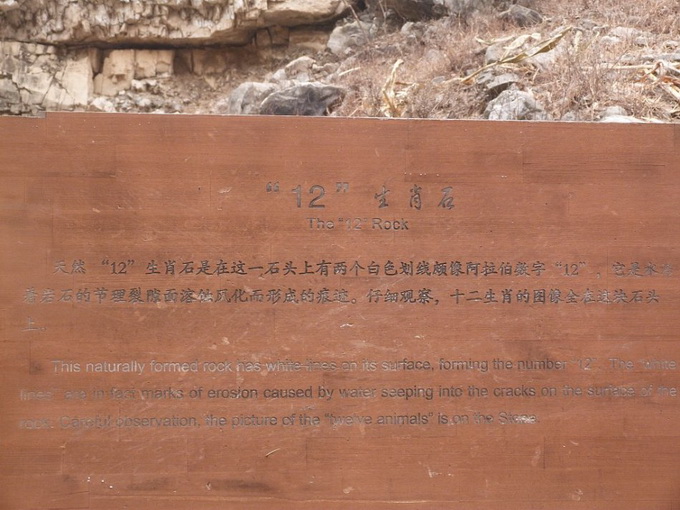 “12” 生肖石
The “12” Rock
天然 “12” 生肖石是在这一石头上有两个白色划线颇像阿拉伯数字 “12”，它是水沿
着岩石的节理裂隙面溶蚀风化而形成的痕迹。仔细观察，十二生肖的图像全在这块石头
上。
This naturally formed rock has white-lines on its surface, forming the number “12”. The “white
lines” are in fact marks of erosion caused by water seeping into the cracks on the surface of the
rock. Careful observation, the picture of the “twelve animals” is on the Stone.